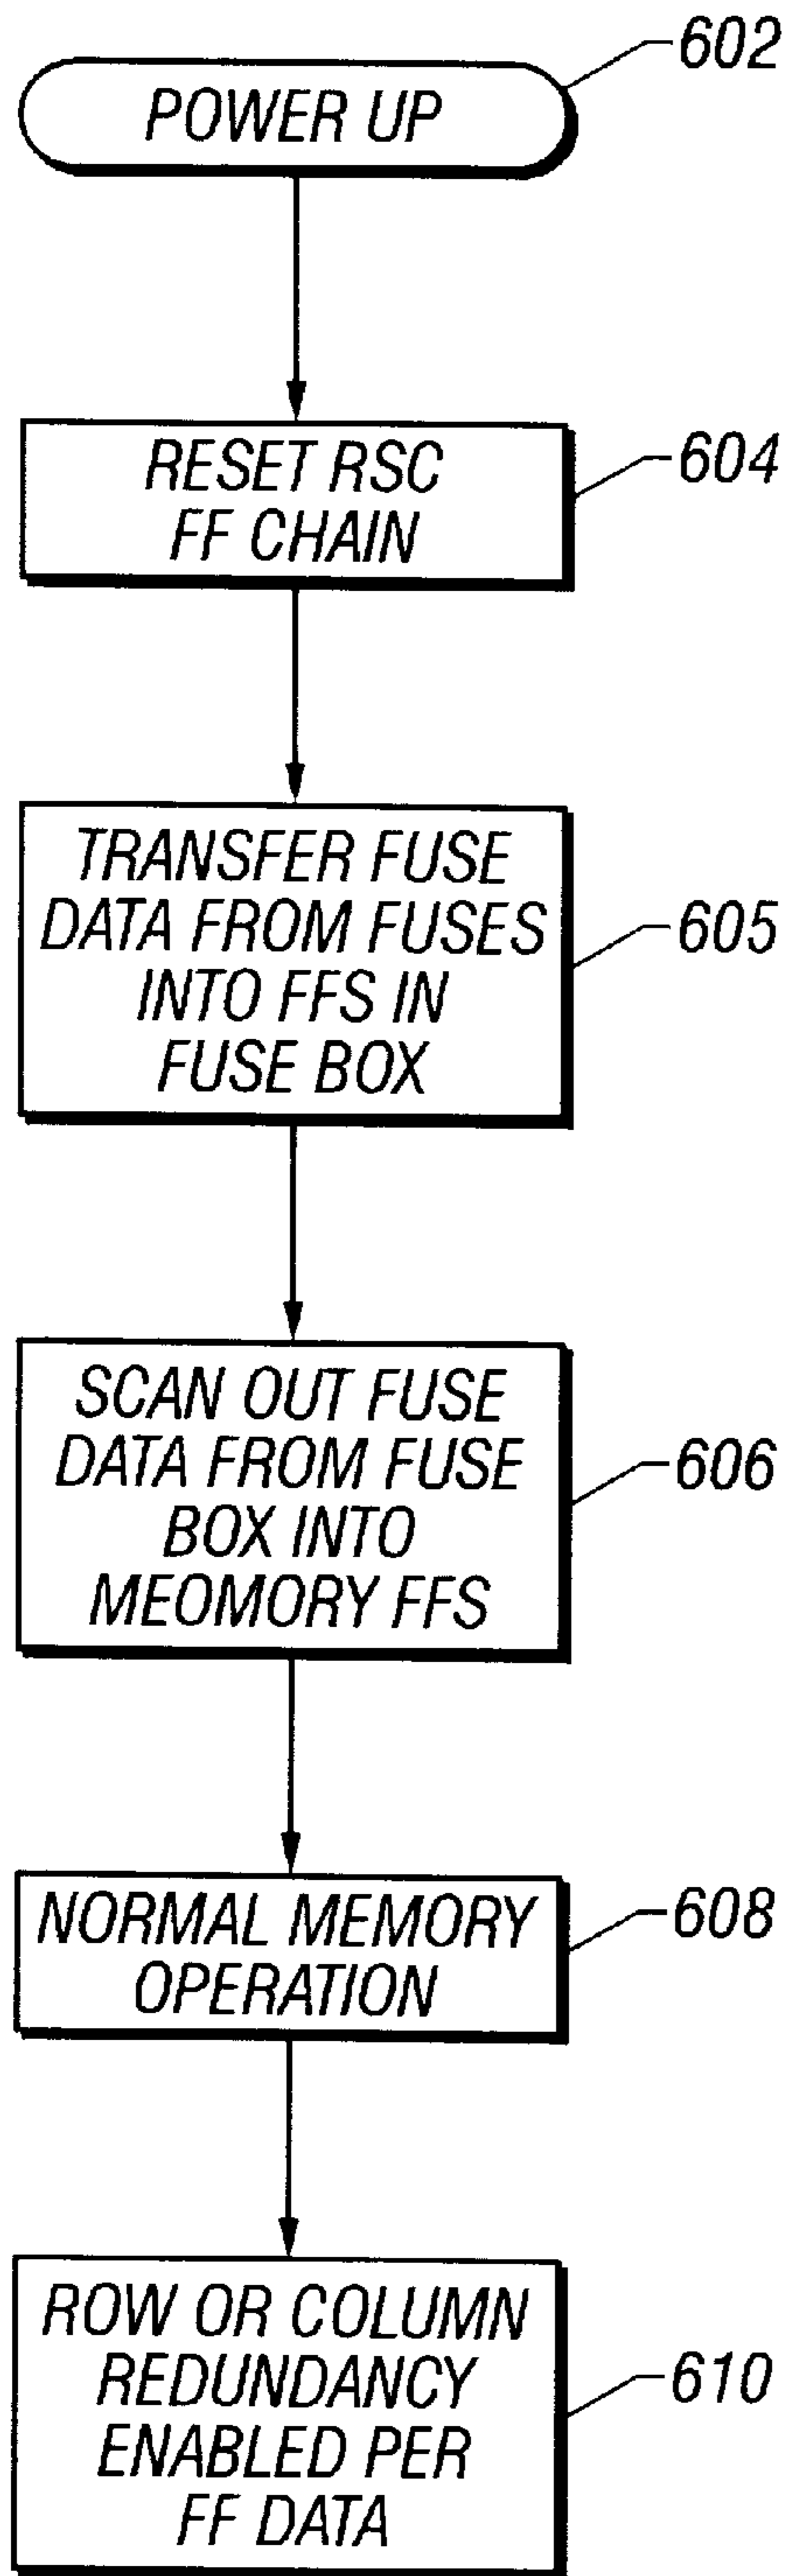 602
POWER UP
604
RESET RSC
FF CHAIN
605
TRANSFER FUSE
DATA FROM FUSES
INTO FFS IN
FUSE BOX
606
SCAN OUT FUSE
DATA FROM FUSE
BOX INTO
MEOMORY FFS
608
NORMAL MEMORY
OPERATION
610
ROW OR COLUMN
REDUNDANCY
ENABLED PER
FF DATA